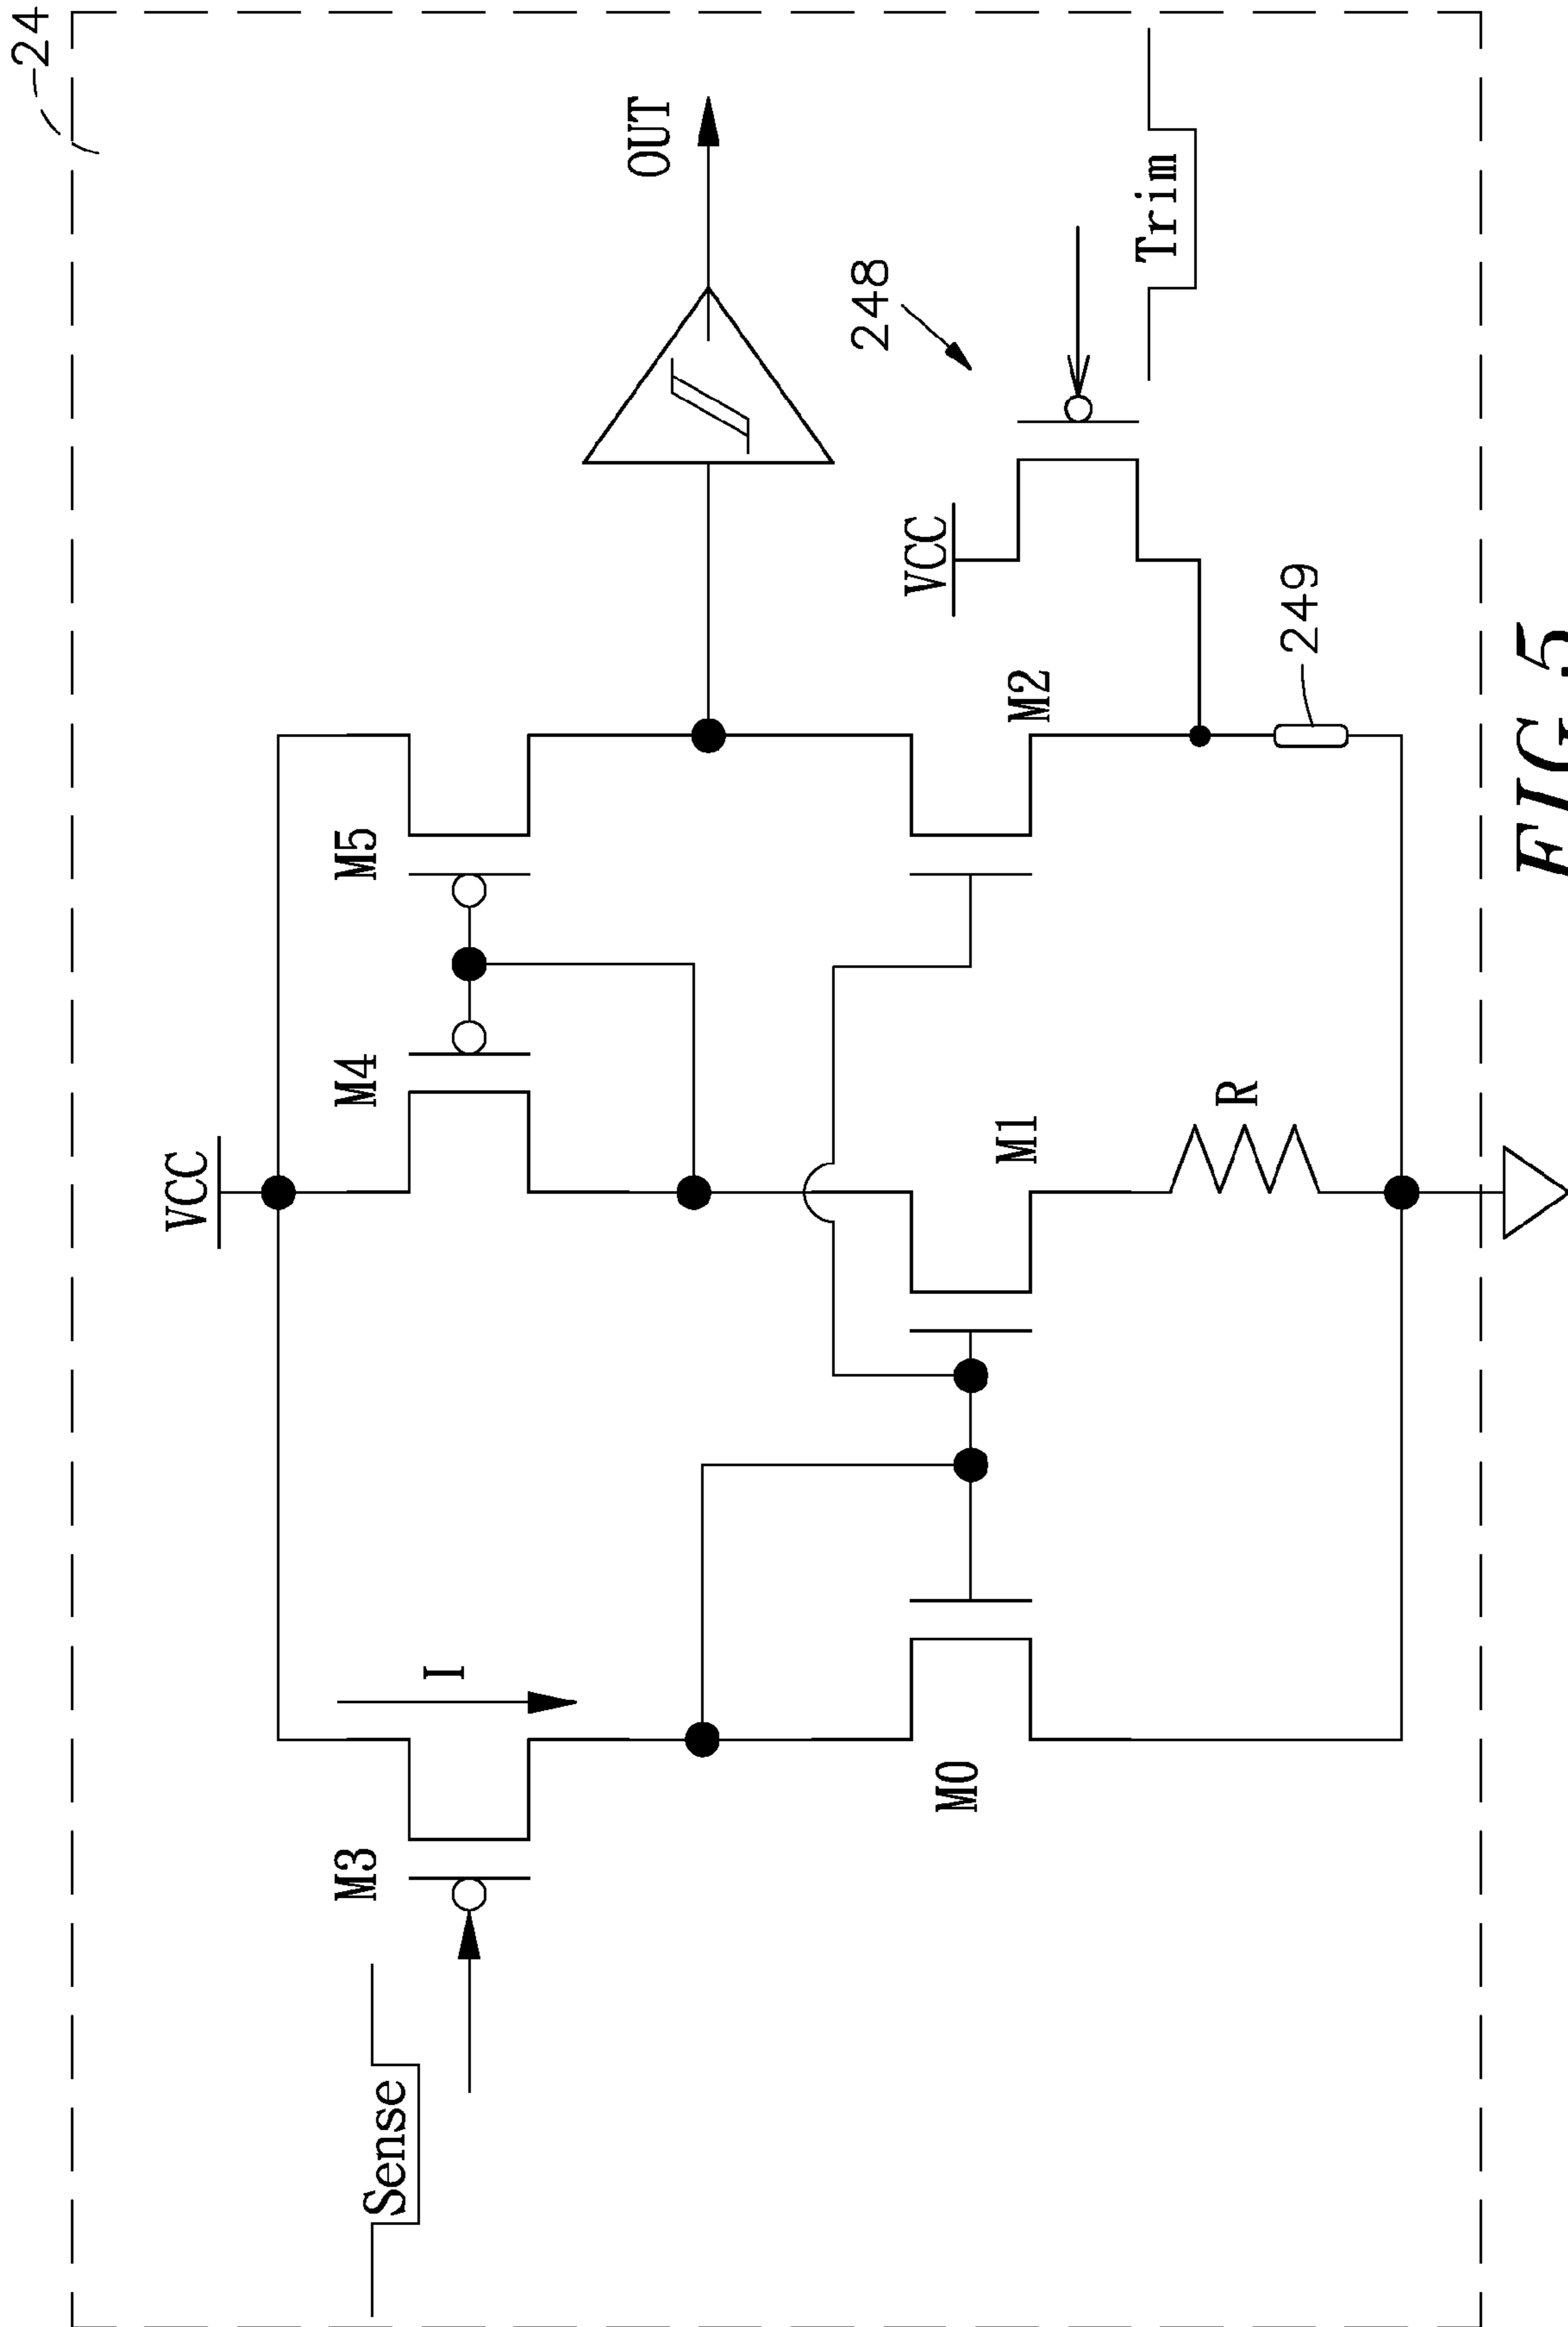 24
VCC
Sense
M3
I
M4
M5
OUT
M0
M1
M2
VCC
248
R
249
Trim
FIG. 5